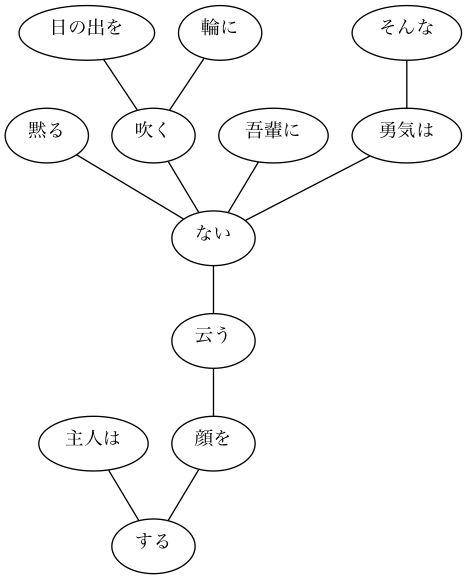 日の出を 輪に そんな
黙る 吹く 吾輩に 勇気は
ない
云う
主人は 顔を
する